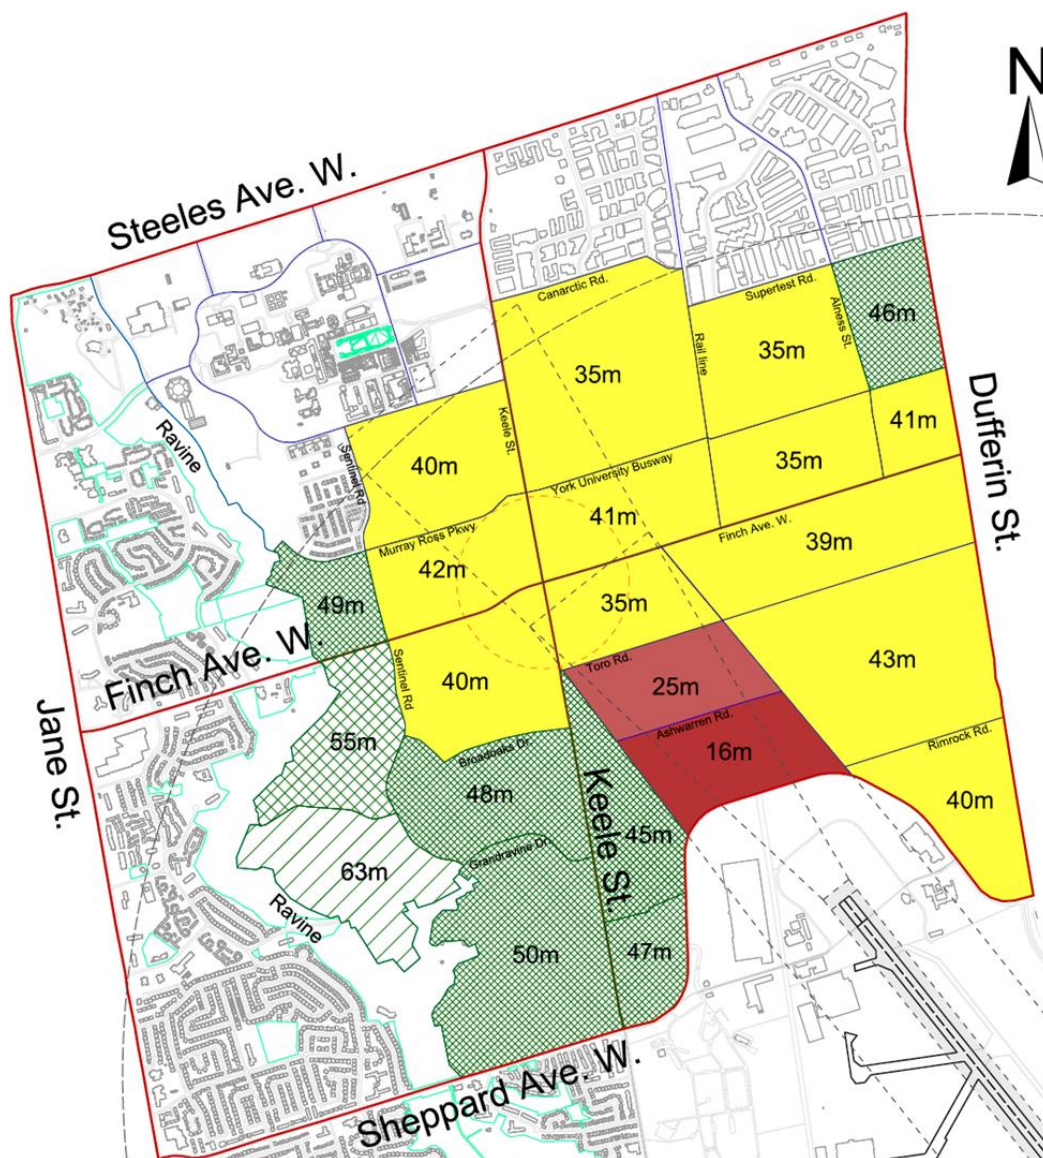 N
Steeles Ave. W.
Canarctic Rd.
Supertest Rd.
Alness St.
46m
35m
Rail line
35m
Dufferin St.
Keele St.
41m
Ravine
Sentinel Rd
40m
York University Busway
35m
41m
Finch Ave. W.
Murray Ross Pkwy
39m
42m
49m
35m
Finch Ave. W.
Sentinel Rd
Toro Rd.
43m
40m
25m
Jane St.
55m
Broadoaks Dr.
Ashwarren Rd.
16m
Rimrock Rd.
48m
Keele St.
45m
40m
Grandravine Dr.
63m
Ravine
50m
47m
Sheppard Ave. W.